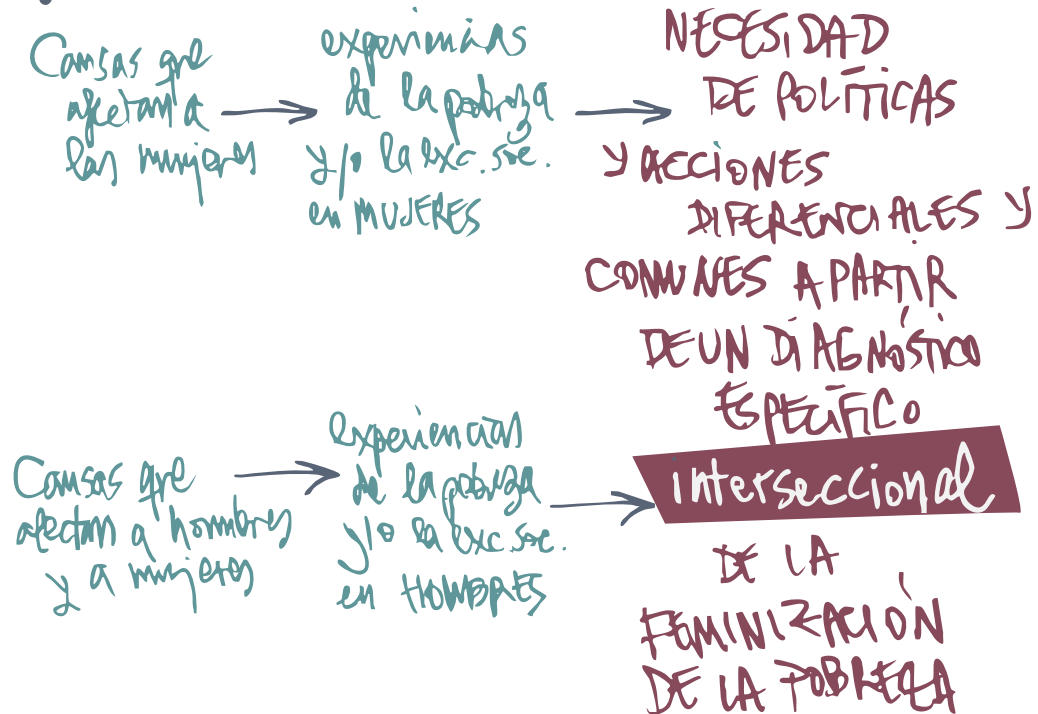 Causas que
afectan a
las mujeres
experiencias
de la pobreza
y/o la exc. soc.
en MUJERES
NECESIDAD
DE POLÍTICAS
Y ACCIONES
DIFERENCIALES Y
COMUNES A PARTIR
DE UN DIAGNÓSTICO
ESPECÍFICO
interseccional
DE LA
FEMINIZACIÓN
DE LA POBREZA
Causas que
afectan a hombres
y a mujeres
experiencias
de la pobreza
y/o la exc. soc.
en HOMBRES